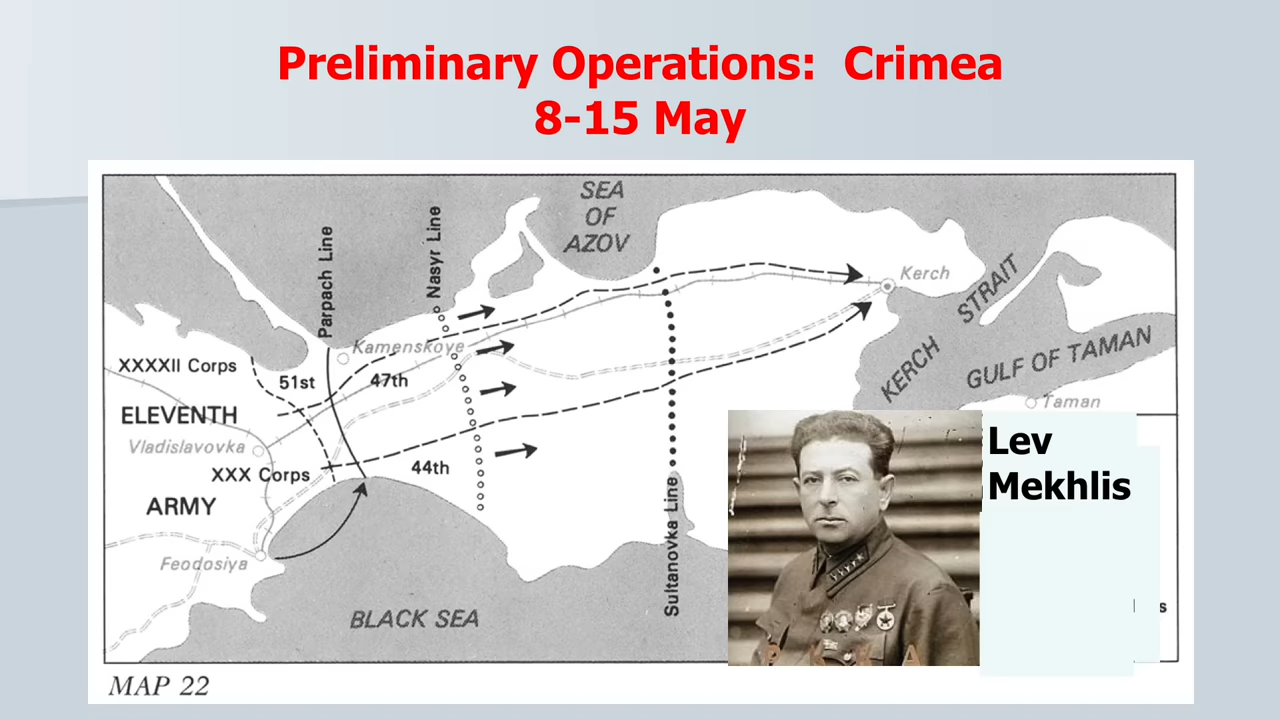 Preliminary Operations:  Crimea
8-15 May
SEA
OF
AZOV
Parpach Line
Nasyr Line
Kerch
STRAIT
KERCH
GULF OF TAMAN
Taman
Kamenskoye
XXXXII Corps
51st
47th
ELEVENTH
Vladislavovka
XXX Corps
44th
ARMY
Feodosiya
Sultanovka Line
BLACK SEA
Lev
Mekhlis
P K K A
MAP 22